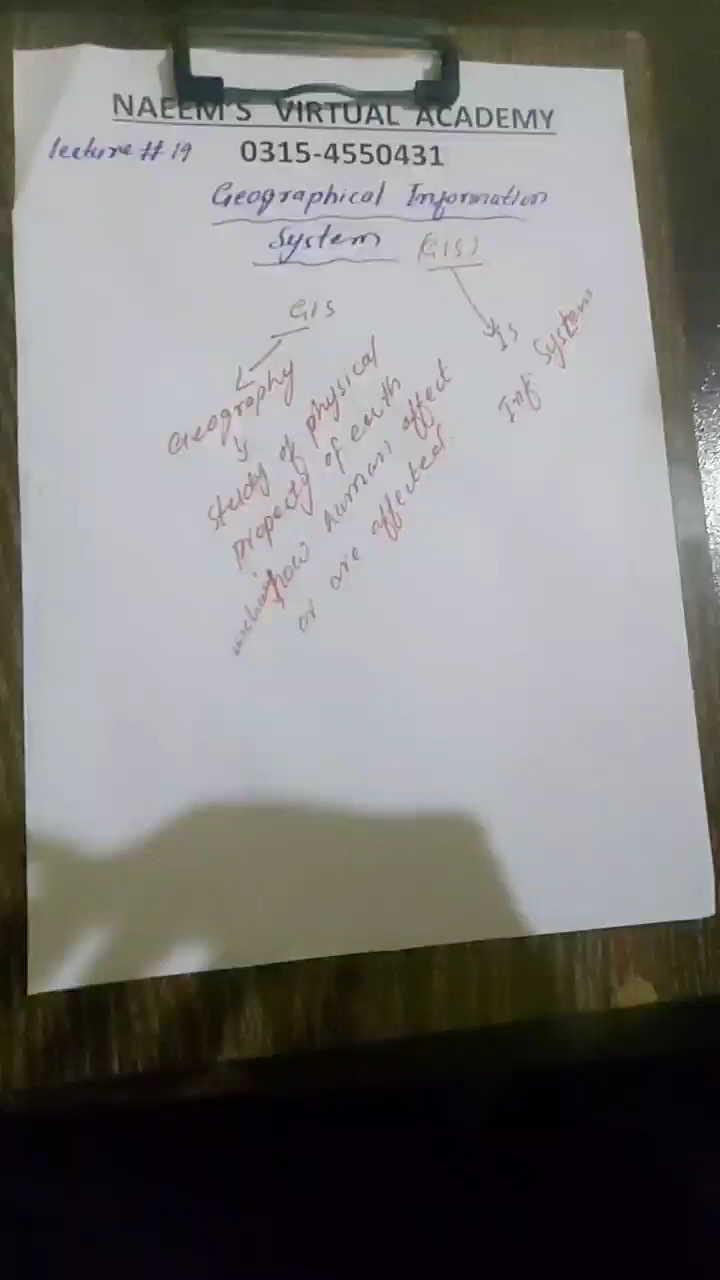 NAEEM'S VIRTUAL ACADEMY
lecture # 19 0315-4550431
Geographical Information
System (GIS)
GIS
Geography
Study of physical
property of earth
how humans affect
or are affected
Is
Inf System